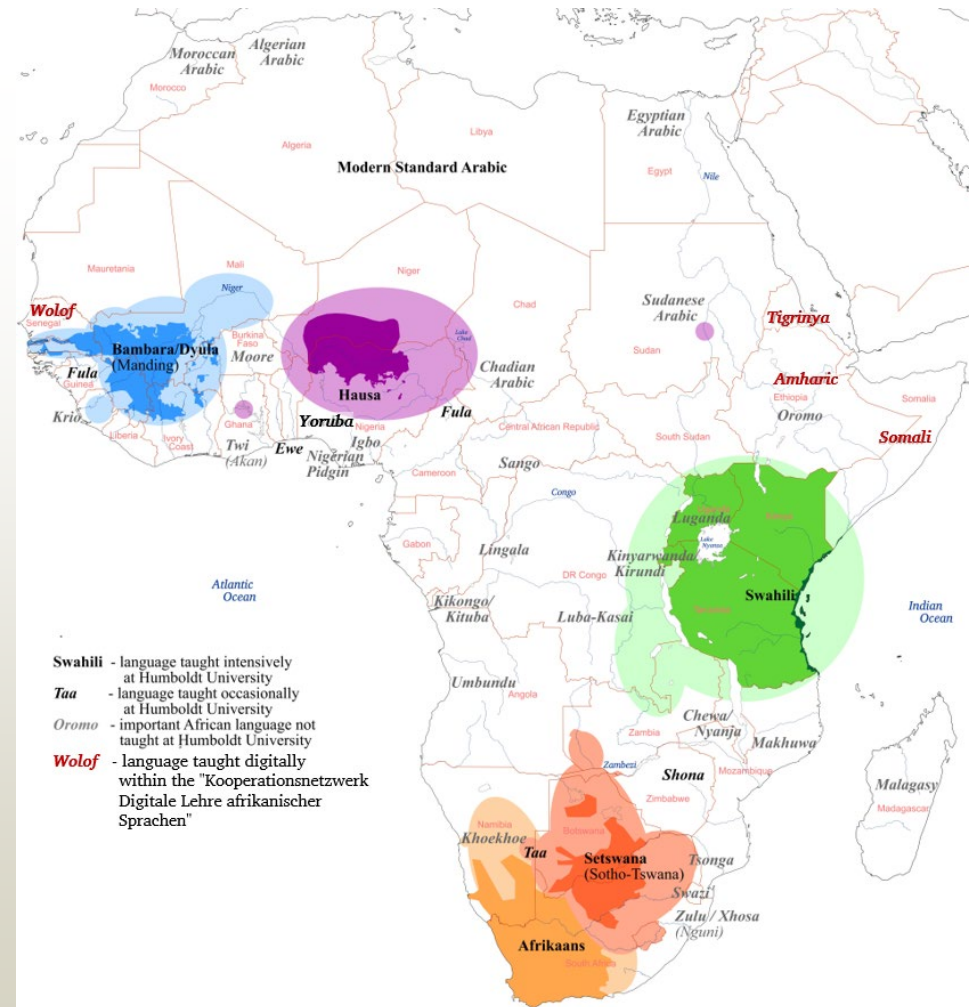 Moroccan
Arabic
Algerian
Arabic
Morocco
Algeria
Libya
Egyptian
Arabic
Egypt
Nile
Modern Standard Arabic
Mauretania
Mali
Niger
Niger
Chad
Lake
Chad
Sudanese
Arabic
Sudan
Tigrinya
Wolof
Senegal
Bambara/Dyula
(Manding)
Burkina
Faso
Moore
Hausa
Chadian
Arabic
Fula
Guinea
Krio
Liberia
Ivory
Coast
Ghana
Twi
(Akan)
Ewe
Yoruba
Nigeria
Igbo
Nigerian
Pidgin
Fula
Cameroon
Central African Republic
Sango
South Sudan
Amharic
Ethiopia
Oromo
Somalia
Somali
Congo
Gabon
Lingala
Luganda
Lake
Nyanza
Kinyarwanda/
Kirundi
DR Congo
Swahili
Kikongo/
Kituba
Luba-Kasai
Atlantic
Ocean
Indian
Ocean
Swahili - language taught intensively
at Humboldt University
Taa - language taught occasionally
at Humboldt University
Oromo - important African language not
taught at Humboldt University
Wolof - language taught digitally
within the "Kooperationsnetzwerk
Digitale Lehre afrikanischer
Sprachen"
Umbundu
Angola
Zambia
Chewa/
Nyanja
Makhuwa
Mozambique
Zambezi
Shona
Zimbabwe
Malagasy
Madagascar
Namibia
Khoekhoe
Taa
Botswana
Setswana
(Sotho-Tswana)
Tsonga
Swazi
Zulu / Xhosa
(Nguni)
Afrikaans
South Africa